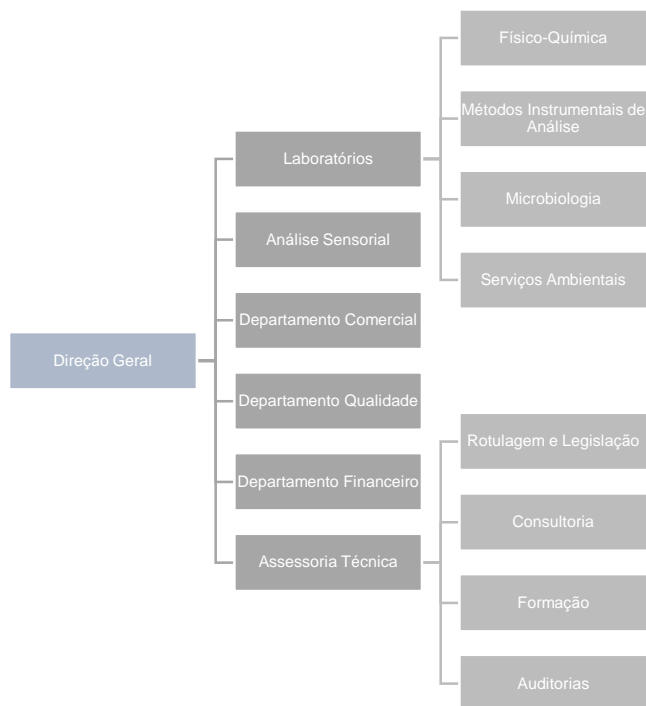 Físico-Química
Métodos Instrumentais de
Análise
Laboratórios
Microbiologia
Análise Sensorial
Serviços Ambientais
Departamento Comercial
Direção Geral
Departamento Qualidade
Rotulagem e Legislação
Departamento Financeiro
Consultoria
Assessoria Técnica
Formação
Auditorias